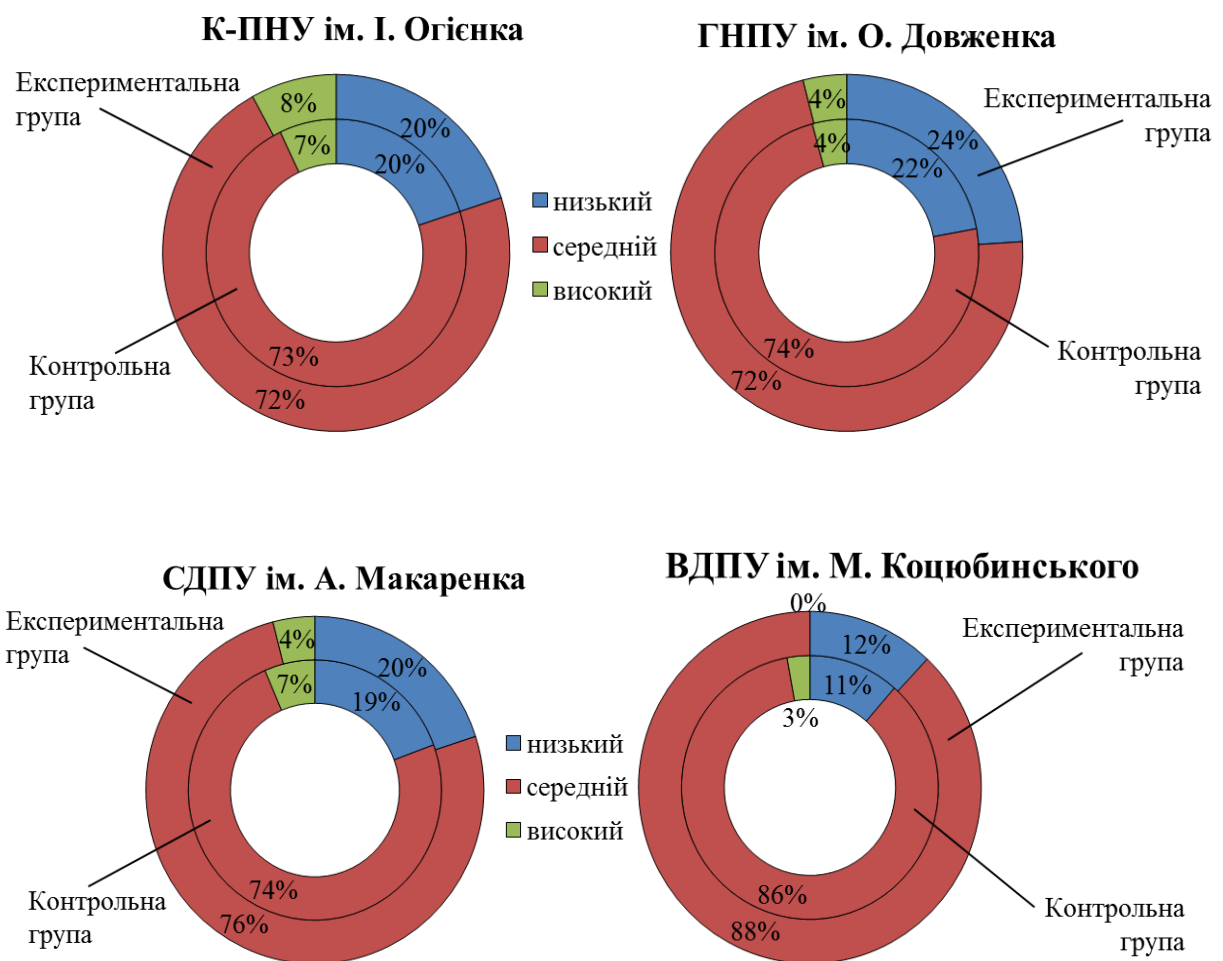 К-ПНУ ім. І. Огієнка
Експериментальна
група
8%
7%
20%
20%
73%
72%
Контрольна
група
ГНПУ ім. О. Довженка
4%
4%
24%
22%
74%
72%
Експериментальна
група
Контрольна
група
низький
середній
високий
СДПУ ім. А. Макаренка
Експериментальна
група
4%
7%
20%
19%
74%
76%
Контрольна
група
ВДПУ ім. М. Коцюбинського
0%
12%
11%
3%
86%
88%
Експериментальна
група
Контрольна
група
низький
середній
високий